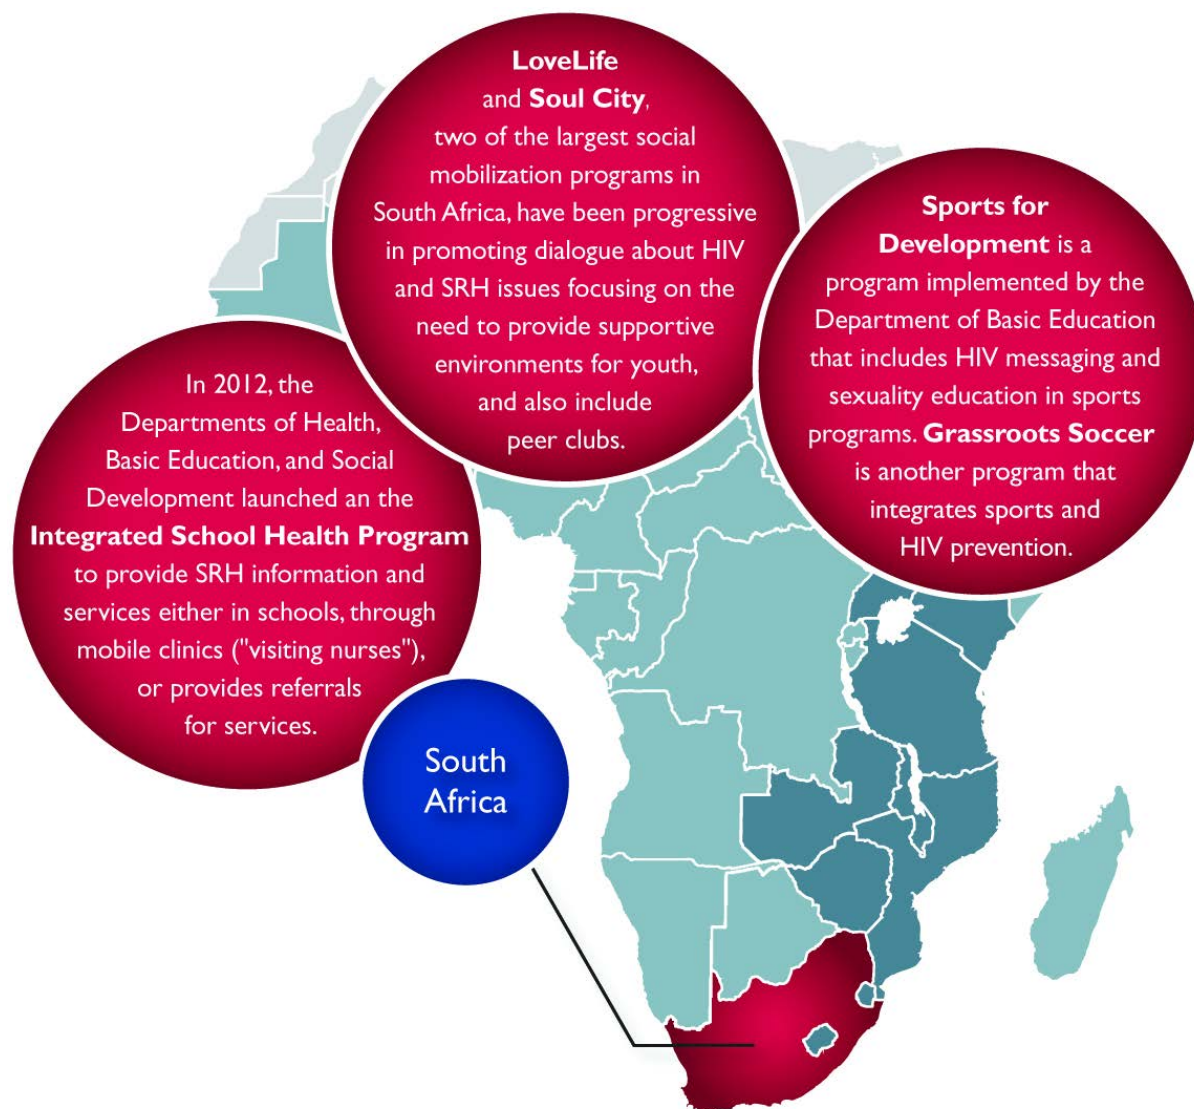 LoveLife
and Soul City,
two of the largest social
mobilization programs in
South Africa, have been progressive
in promoting dialogue about HIV
and SRH issues focusing on the
need to provide supportive
environments for youth,
and also include
peer clubs.
Sports for
Development is a
program implemented by the
Department of Basic Education
that includes HIV messaging and
sexuality education in sports
programs. Grassroots Soccer
is another program that
integrates sports and
HIV prevention.
In 2012, the
Departments of Health,
Basic Education, and Social
Development launched an the
Integrated School Health Program
to provide SRH information and
services either in schools, through
mobile clinics ("visiting nurses"),
or provides referrals
for services.
South
Africa